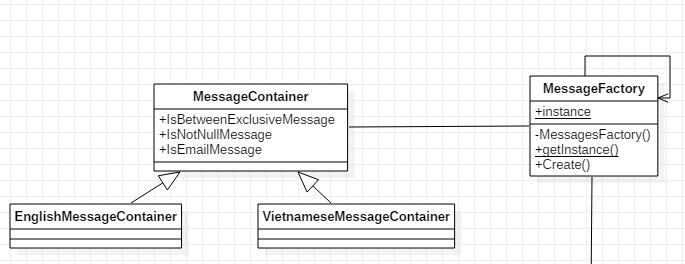 MessageContainer
+IsBetweenExclusiveMessage
+IsNotNullMessage
+IsEmailMessage
MessageFactory
+instance
-MessagesFactory()
+getInstance()
+Create()
EnglishMessageContainer
VietnameseMessageContainer